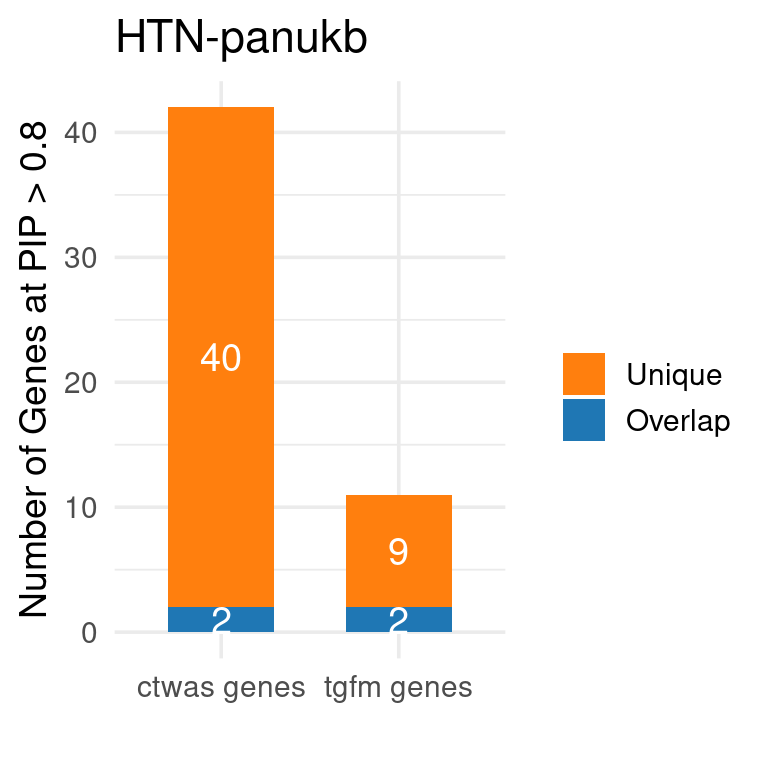 HTN-panukb
Number of Genes at PIP > 0.8
40
30
20
10
0
40
2
9
2
ctwas genes
tgfm genes
Unique
Overlap